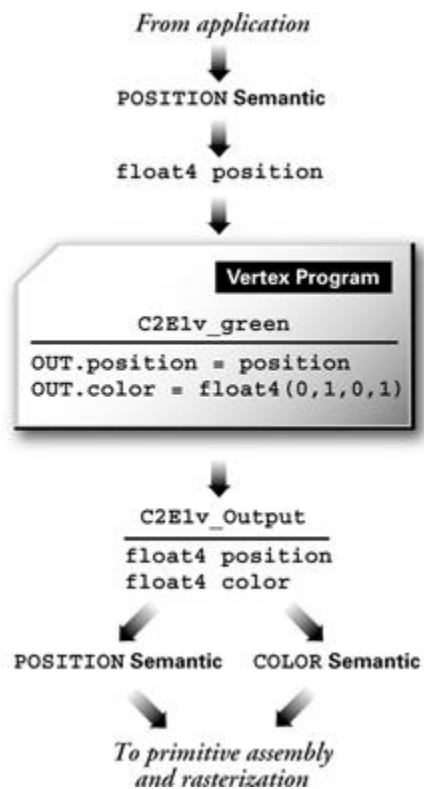 From application
POSITION Semantic
float4 position
Vertex Program
C2E1v_green
OUT.position = position
OUT.color = float4(0,1,0,1)
C2E1v_Output
float4 position
float4 color
POSITION Semantic COLOR Semantic
To primitive assembly
and rasterization